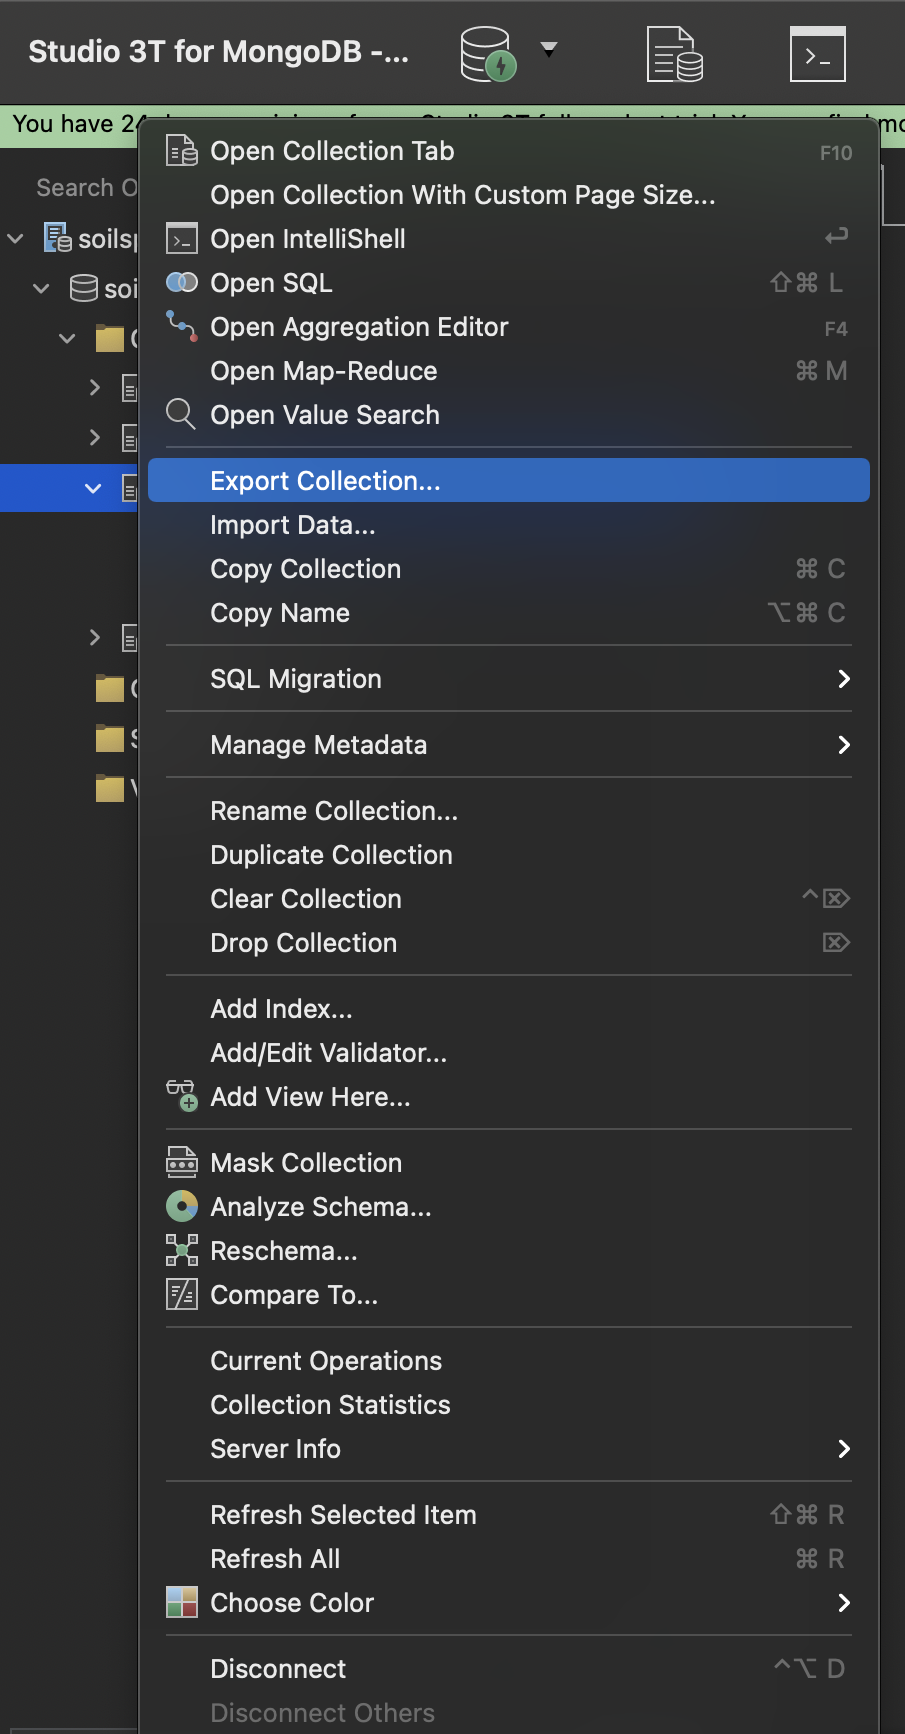 Studio 3T for MongoDB -...
You have 24
Search O
Open Collection Tab F10
Open Collection With Custom Page Size...
Open IntelliShell ↩
soilsp
Open SQL ⇧⌘ L
soi
Open Aggregation Editor F4
Open Map-Reduce ⌘ M
Open Value Search
Export Collection...
Import Data...
Copy Collection ⌘ C
Copy Name ⌥⌘ C
SQL Migration
Manage Metadata
Rename Collection...
Duplicate Collection
Clear Collection ^⌦
Drop Collection ⌦
Add Index...
Add/Edit Validator...
Add View Here...
Mask Collection
Analyze Schema...
Reschema...
Compare To...
Current Operations
Collection Statistics
Server Info
Refresh Selected Item ⇧⌘ R
Refresh All ⌘ R
Choose Color
Disconnect ^⌥ D
Disconnect Others